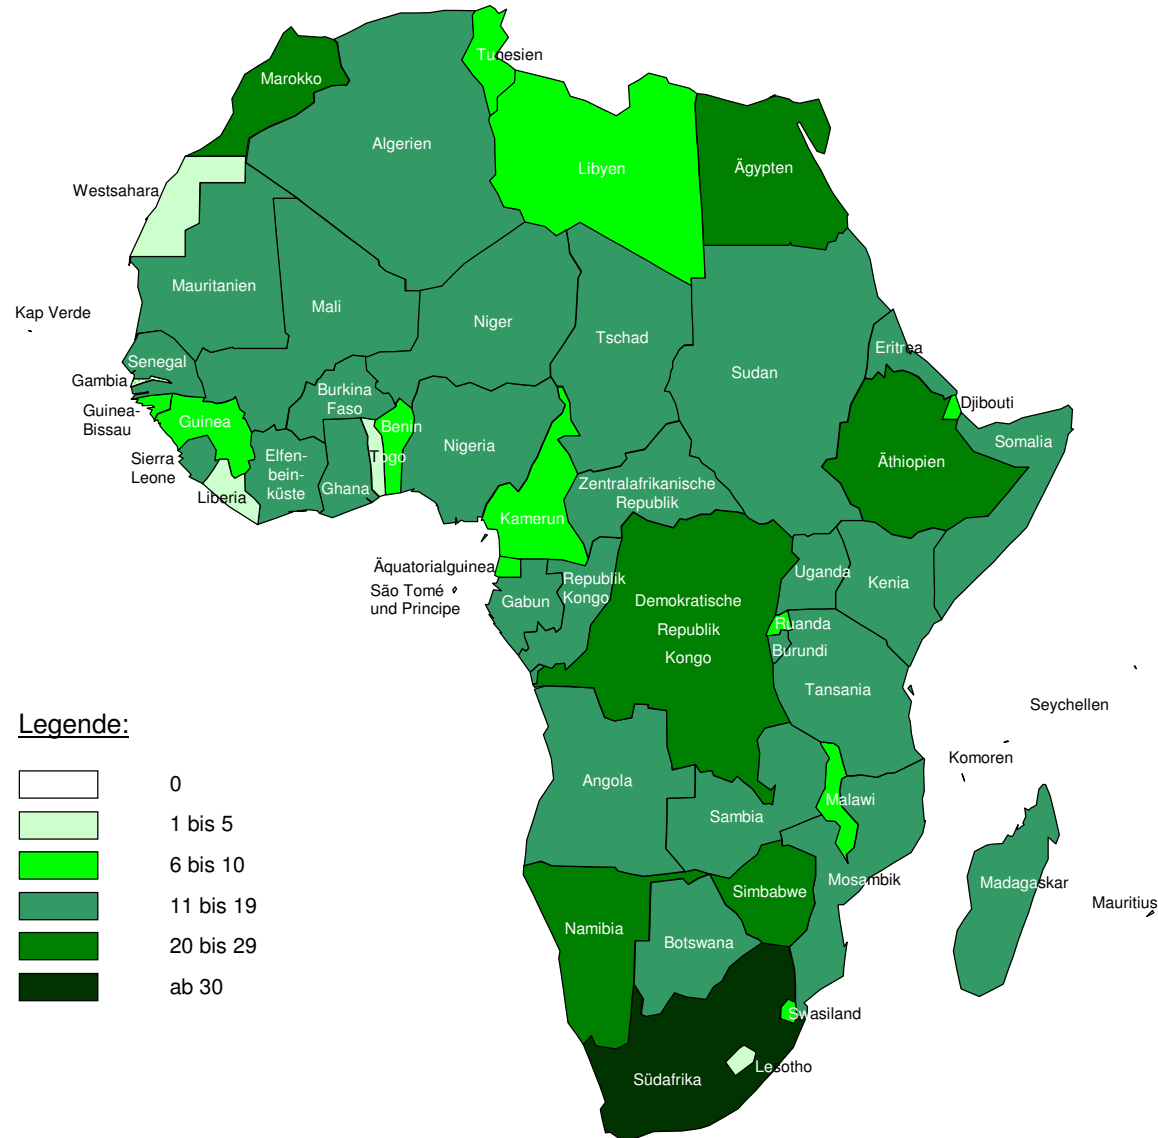 Tunesien
Marokko
Algerien
Libyen
Ägypten
Westsahara
Mauritanien
Mali
Kap Verde
Niger
Tschad
Senegal
Eritrea
Sudan
Gambia
Burkina
Faso
Djibouti
Guinea-
Bissau
Guinea
Benin
Nigeria
Somalia
Sierra
Leone
Elfen-
bein-
küste
Togo
Äthiopien
Liberia
Ghana
Zentralafrikanische
Republik
Kamerun
Äquatorialguinea
São Tomé
und Principe
Gabun
Republik
Kongo
Uganda
Kenia
Demokratische
Republik
Kongo
Ruanda
Burundi
Tansania
Seychellen
Komoren
Angola
Sambia
Malawi
Mosambik
Madagaskar
Mauritius
Simbabwe
Namibia
Botswana
Swasiland
Lesotho
Südafrika
Legende:
0
1 bis 5
6 bis 10
11 bis 19
20 bis 29
ab 30